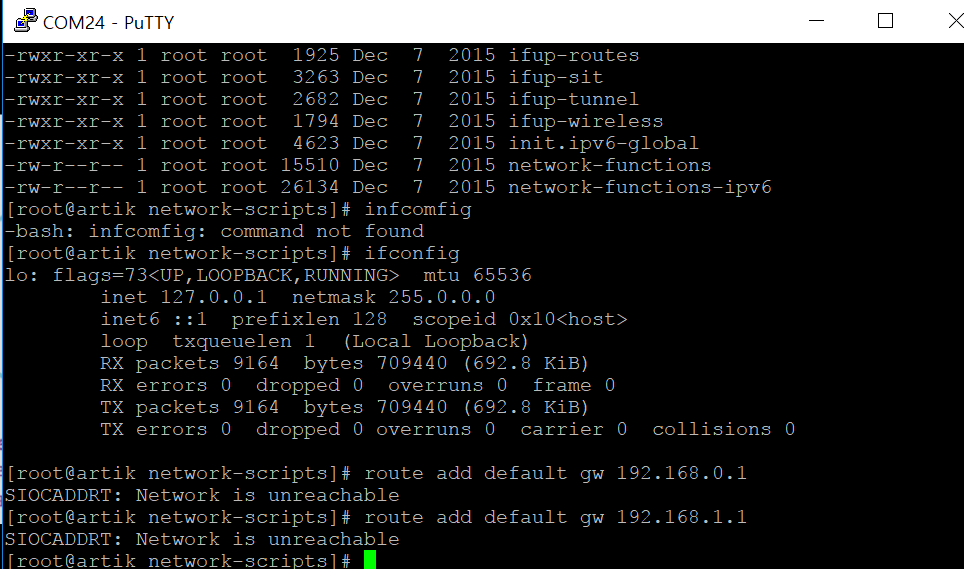 COM24 - PuTTY
-rwxr-xr-x 1 root root  1925 Dec  7  2015 ifup-routes
-rwxr-xr-x 1 root root  3263 Dec  7  2015 ifup-sit
-rwxr-xr-x 1 root root  2682 Dec  7  2015 ifup-tunnel
-rwxr-xr-x 1 root root  1794 Dec  7  2015 ifup-wireless
-rwxr-xr-x 1 root root  4623 Dec  7  2015 init.ipv6-global
-rw-r--r-- 1 root root 15510 Dec  7  2015 network-functions
-rw-r--r-- 1 root root 26134 Dec  7  2015 network-functions-ipv6
[root@artik network-scripts]# infcomfig
-bash: infcomfig: command not found
[root@artik network-scripts]# ifconfig
lo: flags=73<UP,LOOPBACK,RUNNING>  mtu 65536
        inet 127.0.0.1  netmask 255.0.0.0
        inet6 ::1  prefixlen 128  scopeid 0x10<host>
        loop  txqueuelen 1  (Local Loopback)
        RX packets 9164  bytes 709440 (692.8 KiB)
        RX errors 0  dropped 0  overruns 0  frame 0
        TX packets 9164  bytes 709440 (692.8 KiB)
        TX errors 0  dropped 0 overruns 0  carrier 0  collisions 0

[root@artik network-scripts]# route add default gw 192.168.0.1
SIOCADDRT: Network is unreachable
[root@artik network-scripts]# route add default gw 192.168.1.1
SIOCADDRT: Network is unreachable
[root@artik network-scripts]#